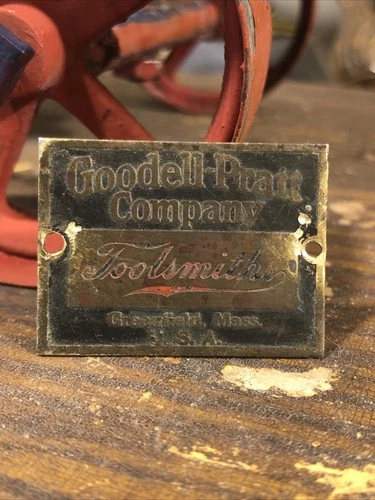 Goodell-Pratt
Company
Toolsmiths
Greenfield, Mass.
U.S.A.